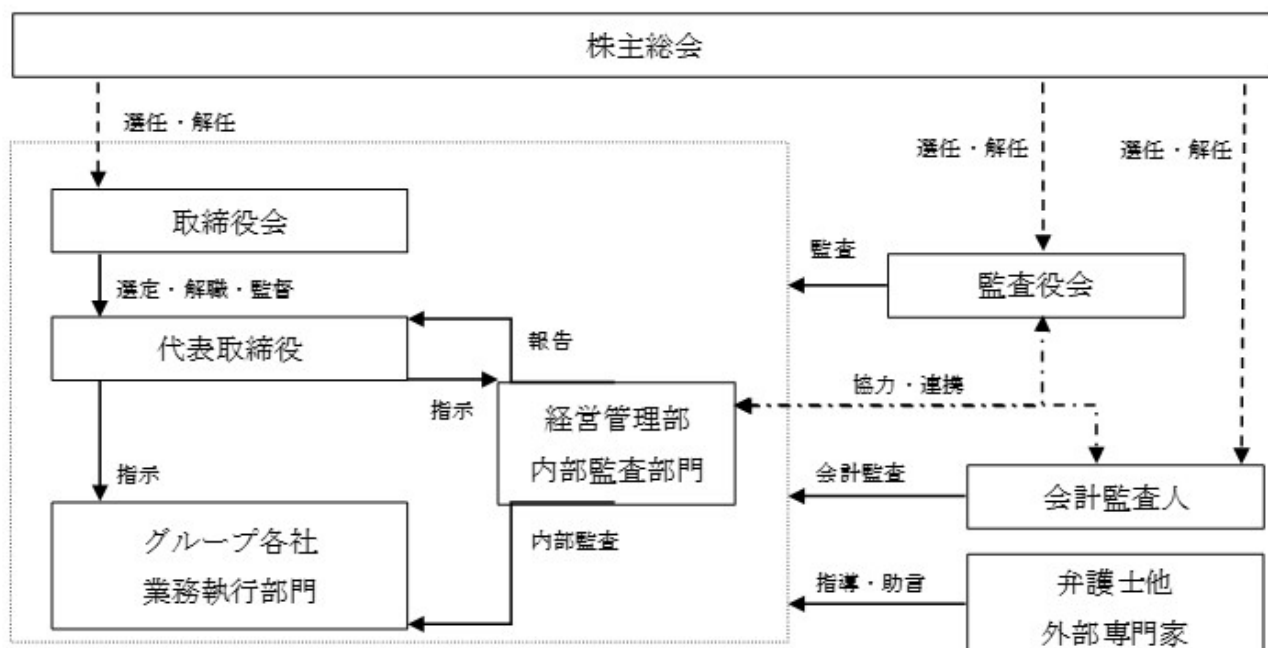 株主総会
選任・解任
選任・解任
選任・解任
取締役会
監査
監査役会
選定・解職・監督
代表取締役
報告
指示
協力・連携
経営管理部
内部監査部門
指示
会計監査
会計監査人
グループ各社
業務執行部門
内部監査
指導・助言
弁護士他
外部専門家